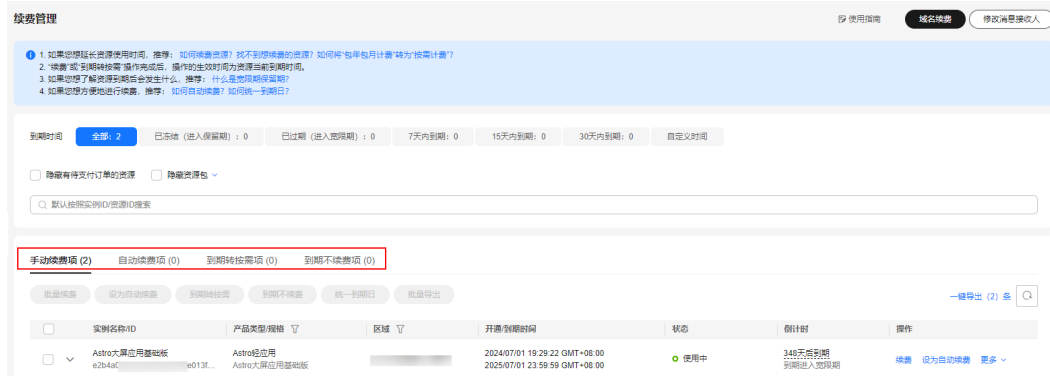 续费管理
使用指南 域名续费 修改消息接收人
1. 如果您想延长资源使用时间，推荐： 如何续费资源？找不到想续费的资源？如何将“包年包月计费”转为“按需计费”？
2. “续费”或“到期转按需”操作完成后，操作的生效时间为资源当前到期时间。
3. 如果您想了解资源到期后会发生什么，推荐： 什么是宽限期保留期？
4. 如果您想方便地进行续费，推荐： 如何自动续费？如何统一到期日？
到期时间 全部：2 已冻结（进入保留期）：0 已过期（进入宽限期）：0 7天内到期：0 15天内到期：0 30天内到期：0 自定义时间
隐藏有待支付订单的资源 隐藏资源包
默认按照实例ID/资源ID搜索
手动续费项 (2) 自动续费项 (0) 到期转按需项 (0) 到期不续费项 (0)
批量续费 设为自动续费 到期转按需 到期不续费 统一到期日 批量导出 一键导出（2）条
实例名称/ID 产品类型/规格 区域 开通/到期时间 状态 倒计时 操作
Astro大屏应用基础版 Astro轻应用 2024/07/01 19:29:22 GMT+08:00 使用中 348天后到期 续费 设为自动续费 更多
e2b4a0 e013f... Astro大屏应用基础版 2025/07/01 23:59:59 GMT+08:00 到期进入宽限期